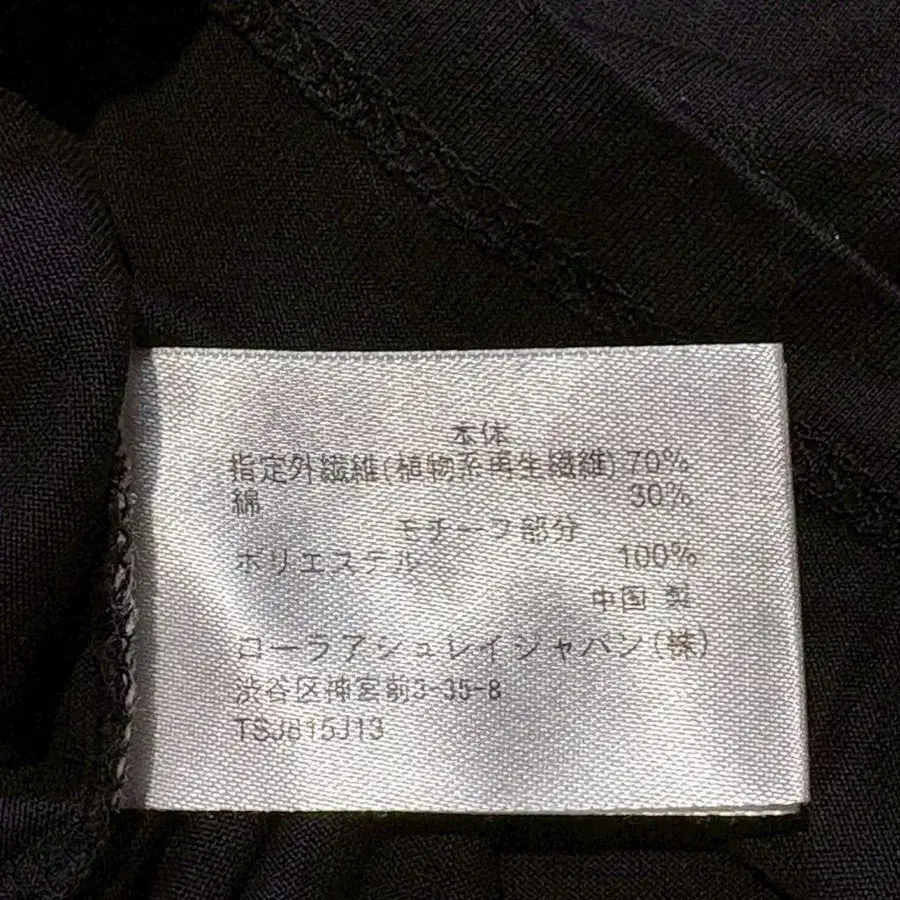 本体
指定外繊維(植物系再生繊維) 70%
綿 30%
モチーフ部分
ポリエステル 100%
中国 製
ローラアシュレイジャパン(株)
渋谷区神宮前3-35-8
TSJ815J13